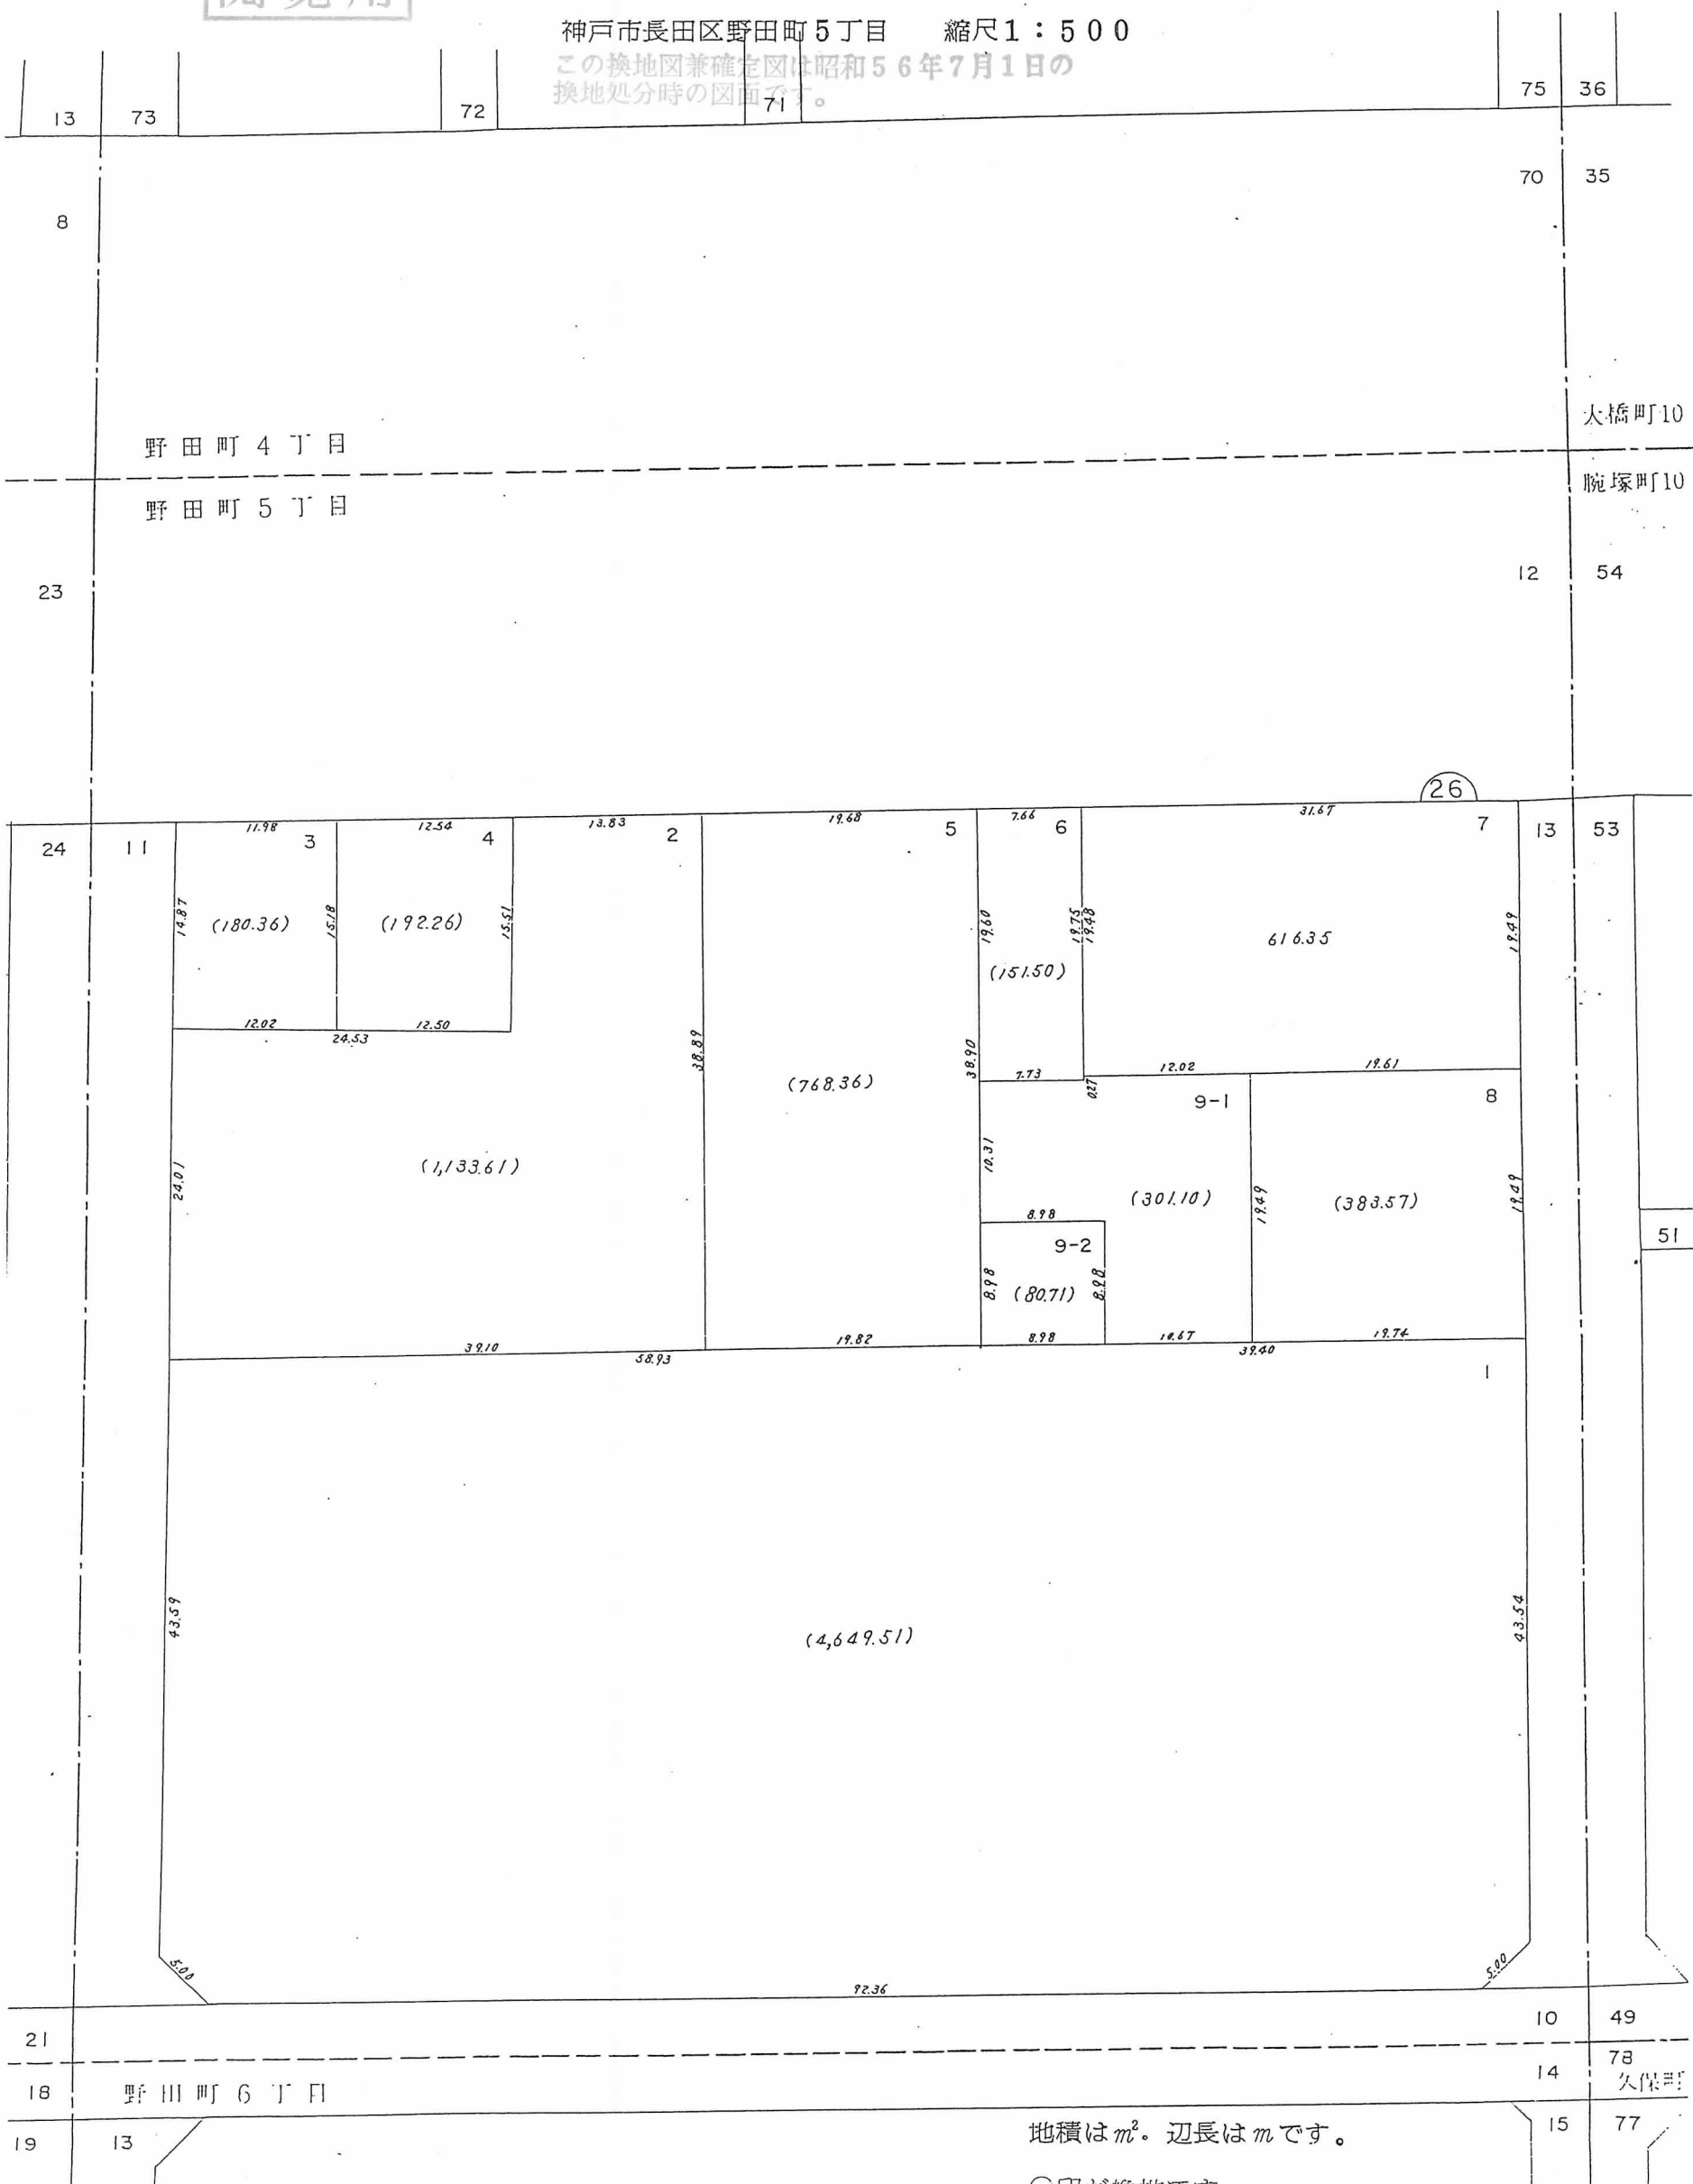 閲覧用
神戸市長田区野田町5丁目 縮尺1:500
この換地図兼確定図は昭和56年7月1日の
換地処分時の図面です。
13 73 72 71 75 36
8 70 35
大橋町10
野田町4丁目
野田町5丁目
腕塚町10
23 12 54
26
11.98 12.54 13.83 19.68 7.66 31.67
24 11 3 4 2 5 6 7 13 53
14.87 (180.36) 15.18 (192.26) 15.51 19.60 19.75 19.48 616.35 19.49
(151.50)
12.02 12.50
24.53
38.89 38.90
(768.36) 7.73 0.27 12.02 19.61
9-1 8
24.01 (1,133.61) 10.31
(301.10) 19.49 (383.57) 19.49
8.98
9-2 51
8.98 (80.71) 8.98
39.10 19.82 8.98 10.67 19.74
58.93 39.40
1
43.59 (4,649.51) 43.54
5.00 5.00
92.36
21 10 49
78
18 野田町6丁目 14 久保町
19 13 15 77
地積はm²。辺長はmです。